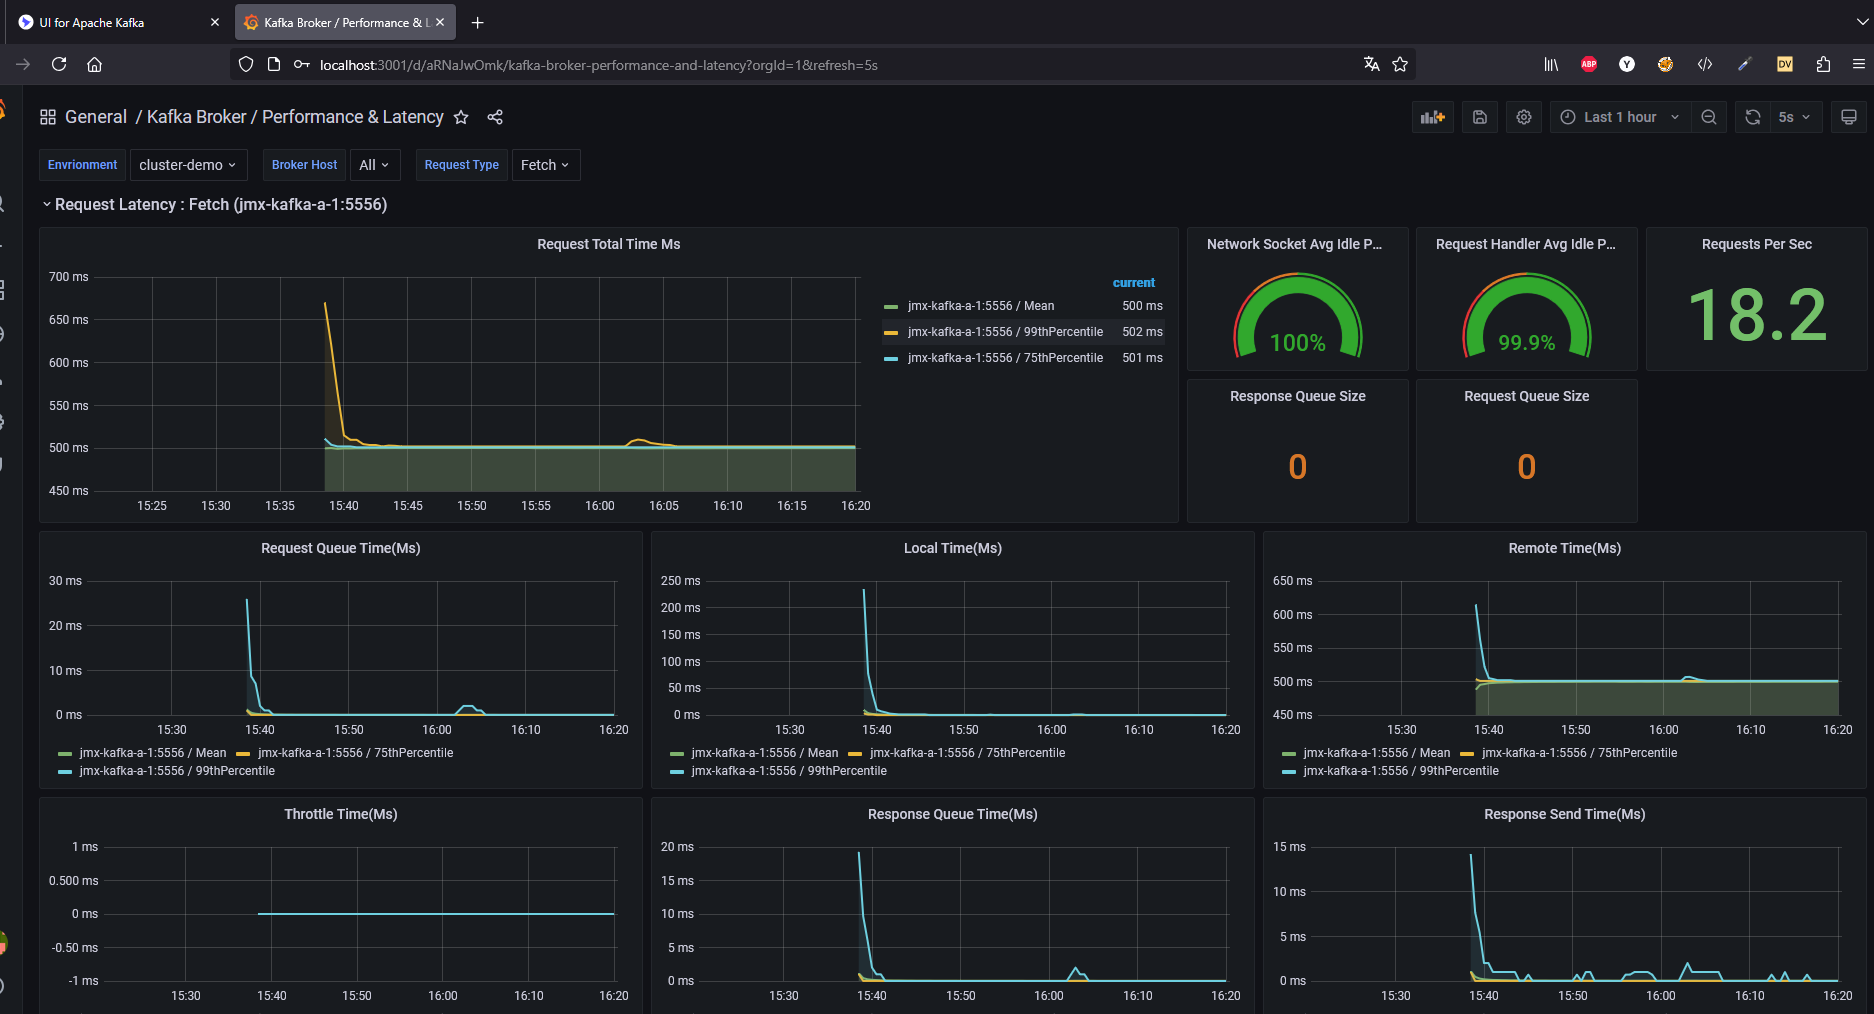 UI for Apache Kafka
Kafka Broker / Performance & L
localhost:3001/d/aRNaJwOmk/kafka-broker-performance-and-latency?orgId=1&refresh=5s
ABP
Y
DV
General / Kafka Broker / Performance & Latency
Last 1 hour
5s
Envrionment
cluster-demo
Broker Host
All
Request Type
Fetch
Request Latency : Fetch (jmx-kafka-a-1:5556)
Request Total Time Ms
700 ms
650 ms
600 ms
550 ms
500 ms
450 ms
15:25 15:30 15:35 15:40 15:45 15:50 15:55 16:00 16:05 16:10 16:15 16:20
current
jmx-kafka-a-1:5556 / Mean 500 ms
jmx-kafka-a-1:5556 / 99thPercentile 502 ms
jmx-kafka-a-1:5556 / 75thPercentile 501 ms
Network Socket Avg Idle P...
100%
Request Handler Avg Idle P...
99.9%
Requests Per Sec
18.2
Response Queue Size
0
Request Queue Size
0
Request Queue Time(Ms)
30 ms
20 ms
10 ms
0 ms
15:30 15:40 15:50 16:00 16:10 16:20
jmx-kafka-a-1:5556 / Mean jmx-kafka-a-1:5556 / 75thPercentile
jmx-kafka-a-1:5556 / 99thPercentile
Local Time(Ms)
250 ms
200 ms
150 ms
100 ms
50 ms
0 ms
15:30 15:40 15:50 16:00 16:10 16:20
jmx-kafka-a-1:5556 / Mean jmx-kafka-a-1:5556 / 75thPercentile
jmx-kafka-a-1:5556 / 99thPercentile
Remote Time(Ms)
650 ms
600 ms
550 ms
500 ms
450 ms
15:30 15:40 15:50 16:00 16:10 16:20
jmx-kafka-a-1:5556 / Mean jmx-kafka-a-1:5556 / 75thPercentile
jmx-kafka-a-1:5556 / 99thPercentile
Throttle Time(Ms)
1 ms
0.500 ms
0 ms
-0.50 ms
-1 ms
15:30 15:40 15:50 16:00 16:10 16:20
Response Queue Time(Ms)
20 ms
15 ms
10 ms
5 ms
0 ms
15:30 15:40 15:50 16:00 16:10 16:20
Response Send Time(Ms)
15 ms
10 ms
5 ms
0 ms
15:30 15:40 15:50 16:00 16:10 16:20